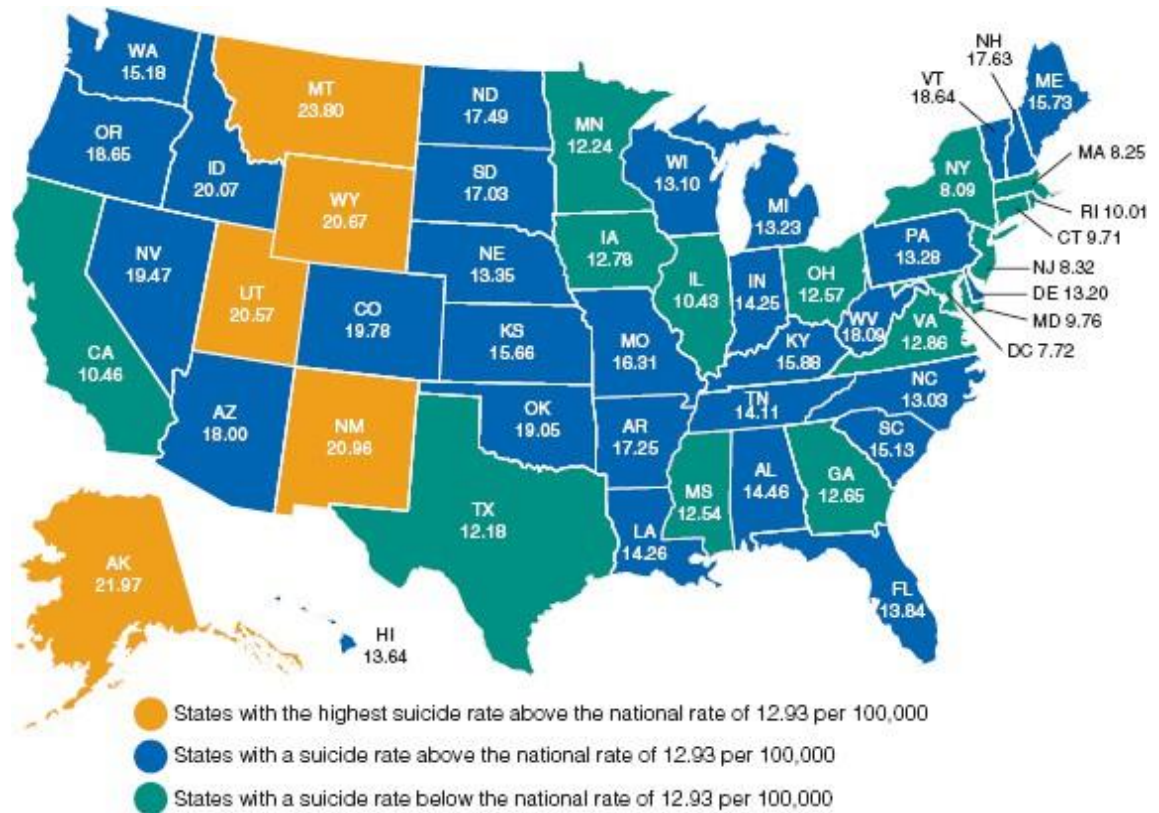 WA
15.18
MT
23.80
ND
17.49
MN
12.24
NH
17.63
VT
18.64
ME
15.73
OR
18.65
ID
20.07
WY
20.67
SD
17.03
WI
13.10
MI
13.23
NY
8.09
MA 8.25
RI 10.01
CT 9.71
NV
19.47
UT
20.57
CO
19.78
NE
13.35
IA
12.78
IL
10.43
IN
14.25
OH
12.57
PA
13.28
NJ 8.32
DE 13.20
MD 9.76
DC 7.72
CA
10.46
KS
15.66
MO
16.31
KY
15.88
WV
18.09
VA
12.86
AZ
18.00
NM
20.96
OK
19.05
AR
17.25
TN
14.11
NC
13.03
SC
15.13
TX
12.18
LA
14.26
MS
12.54
AL
14.46
GA
12.65
FL
13.84
AK
21.97
HI
13.64
States with the highest suicide rate above the national rate of 12.93 per 100,000
States with a suicide rate above the national rate of 12.93 per 100,000
States with a suicide rate below the national rate of 12.93 per 100,000